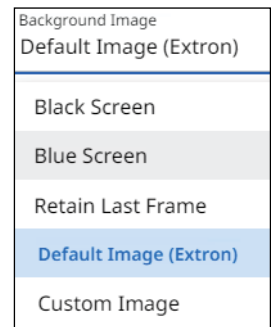 Background Image
Default Image (Extron)
Black Screen
Blue Screen
Retain Last Frame
Default Image (Extron)
Custom Image